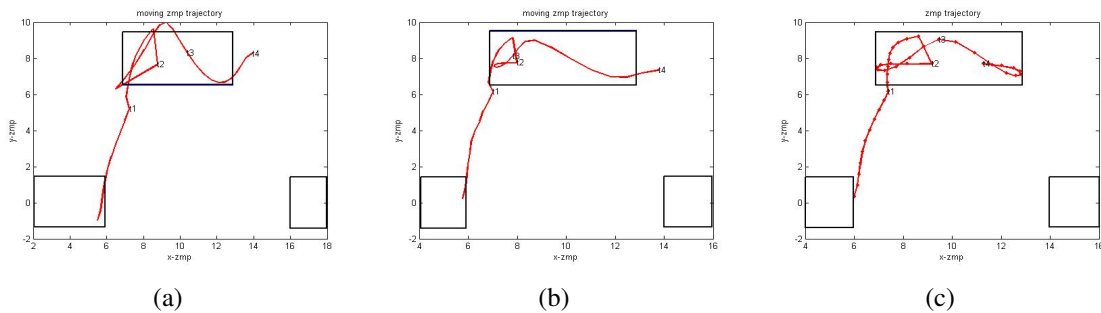 moving zmp trajectory
10
8
6
4
2
0
-2
y-zmp
t1
t2
t3
t4
2 4 6 8 10 12 14 16 18
x-zmp
(a)
moving zmp trajectory
10
8
6
4
2
0
-2
y-zmp
t1
t2
t3
t4
4 6 8 10 12 14 16
x-zmp
(b)
zmp trajectory
10
8
6
4
2
0
-2
y-zmp
t1
t2
t3
t4
4 6 8 10 12 14 16
x-zmp
(c)